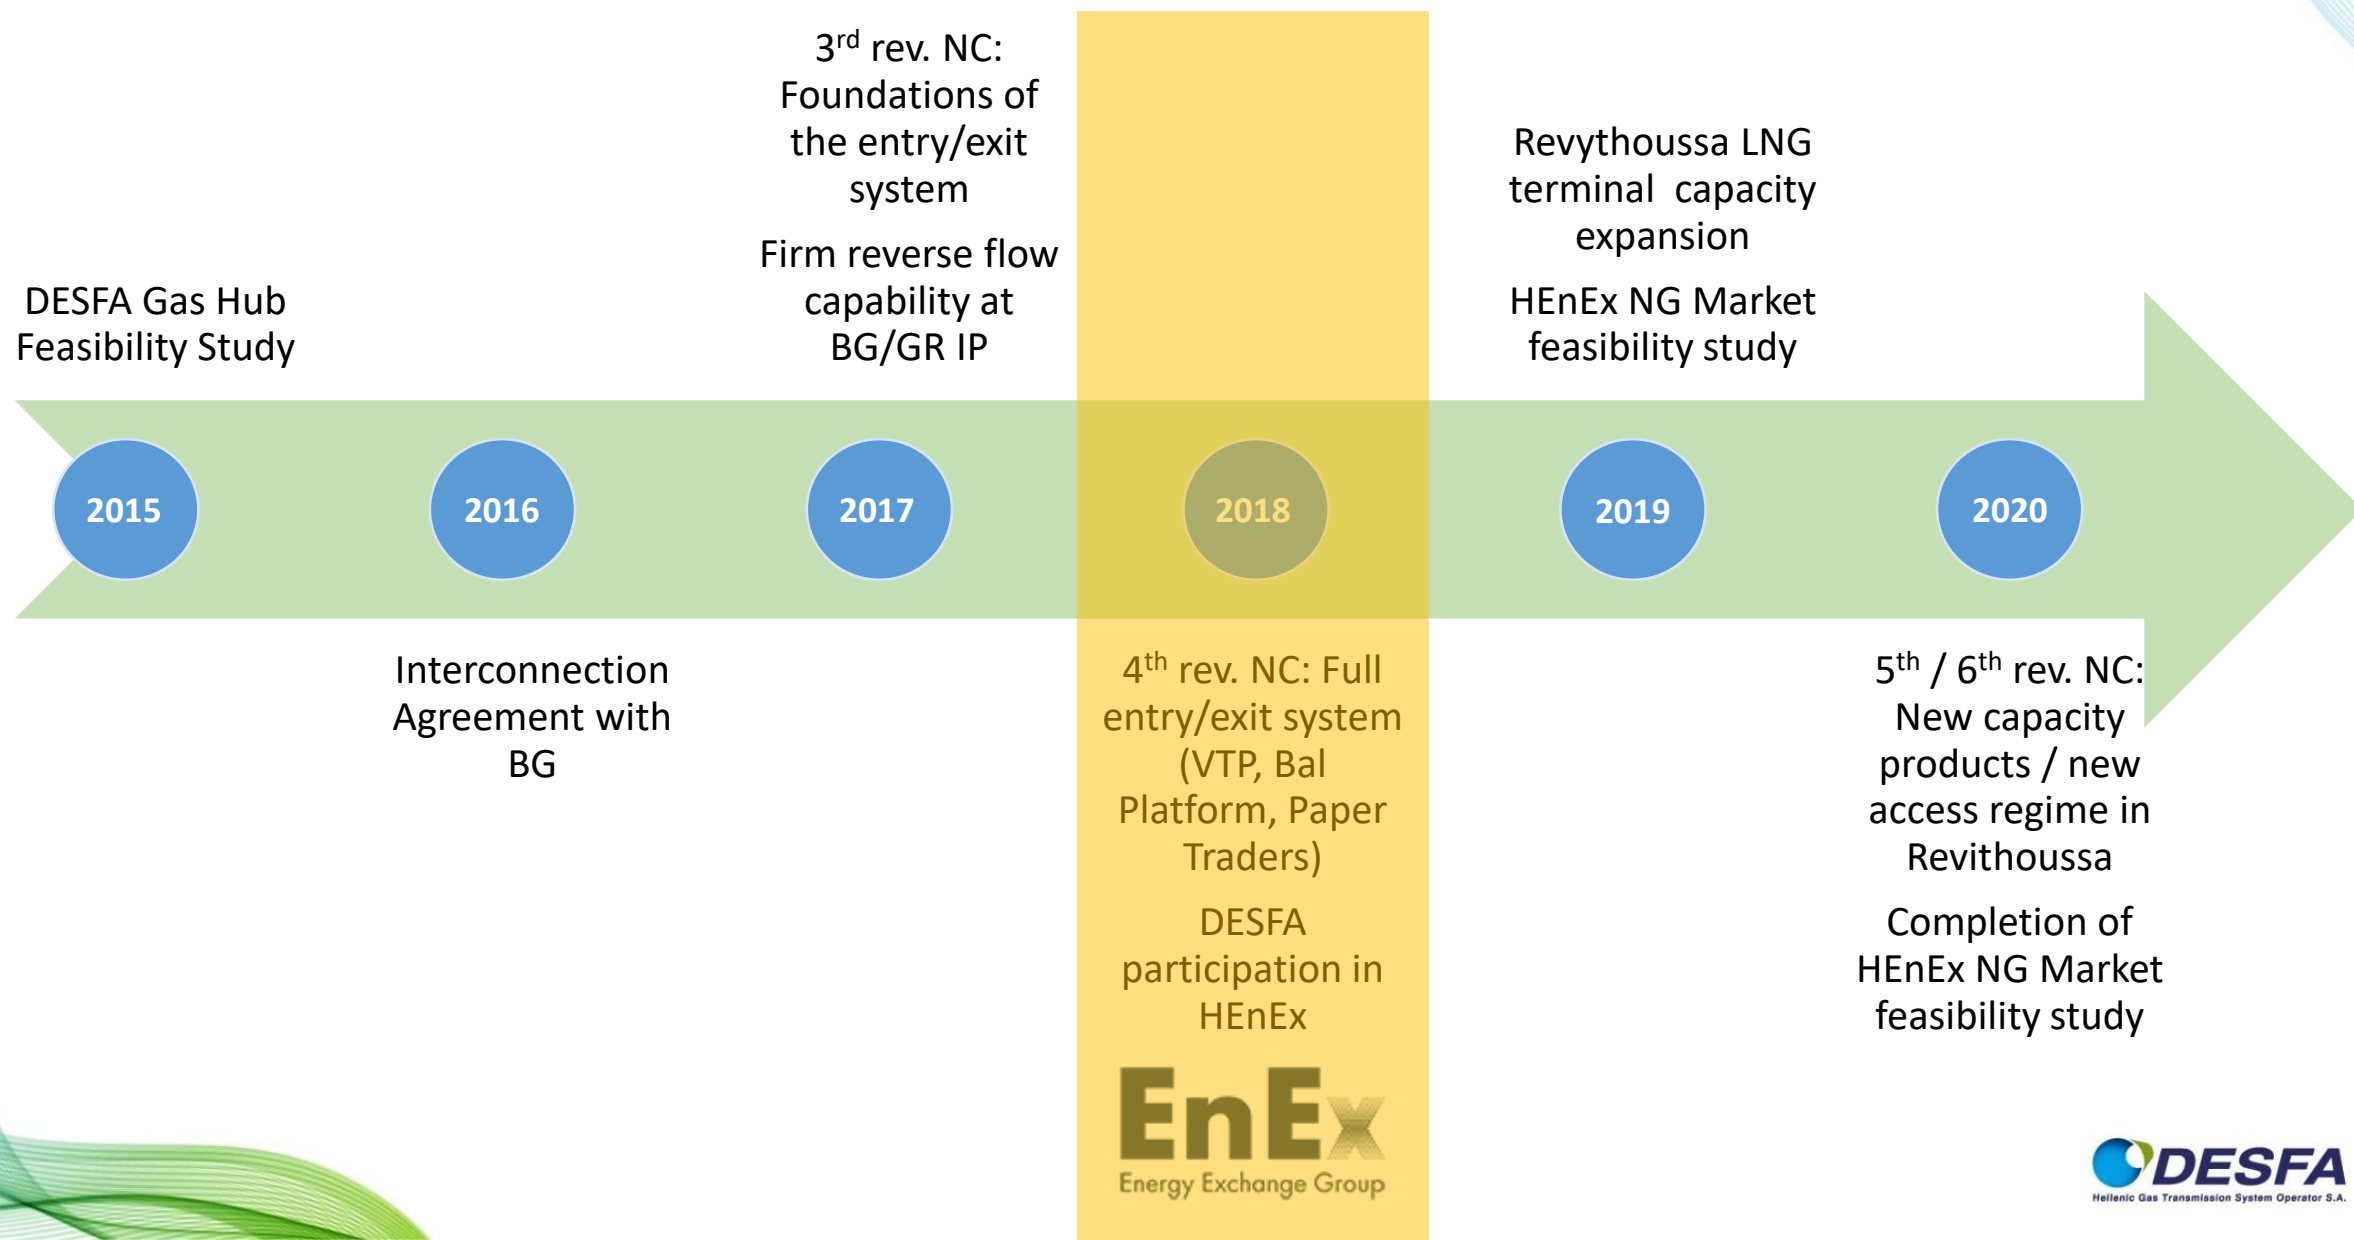 DESFA Gas Hub
Feasibility Study
2015
2016
Interconnection
Agreement with
BG
3rd rev. NC:
Foundations of
the entry/exit
system
Firm reverse flow
capability at
BG/GR IP
2017
2018
4th rev. NC: Full
entry/exit system
(VTP, Bal
Platform, Paper
Traders)
DESFA
participation in
HEnEx
EnEx
Energy Exchange Group
Revythoussa LNG
terminal capacity
expansion
HEnEx NG Market
feasibility study
2019
2020
5th / 6th rev. NC:
New capacity
products / new
access regime in
Revithoussa
Completion of
HEnEx NG Market
feasibility study
DESFA
Hellenic Gas Transmission System Operator S.A.